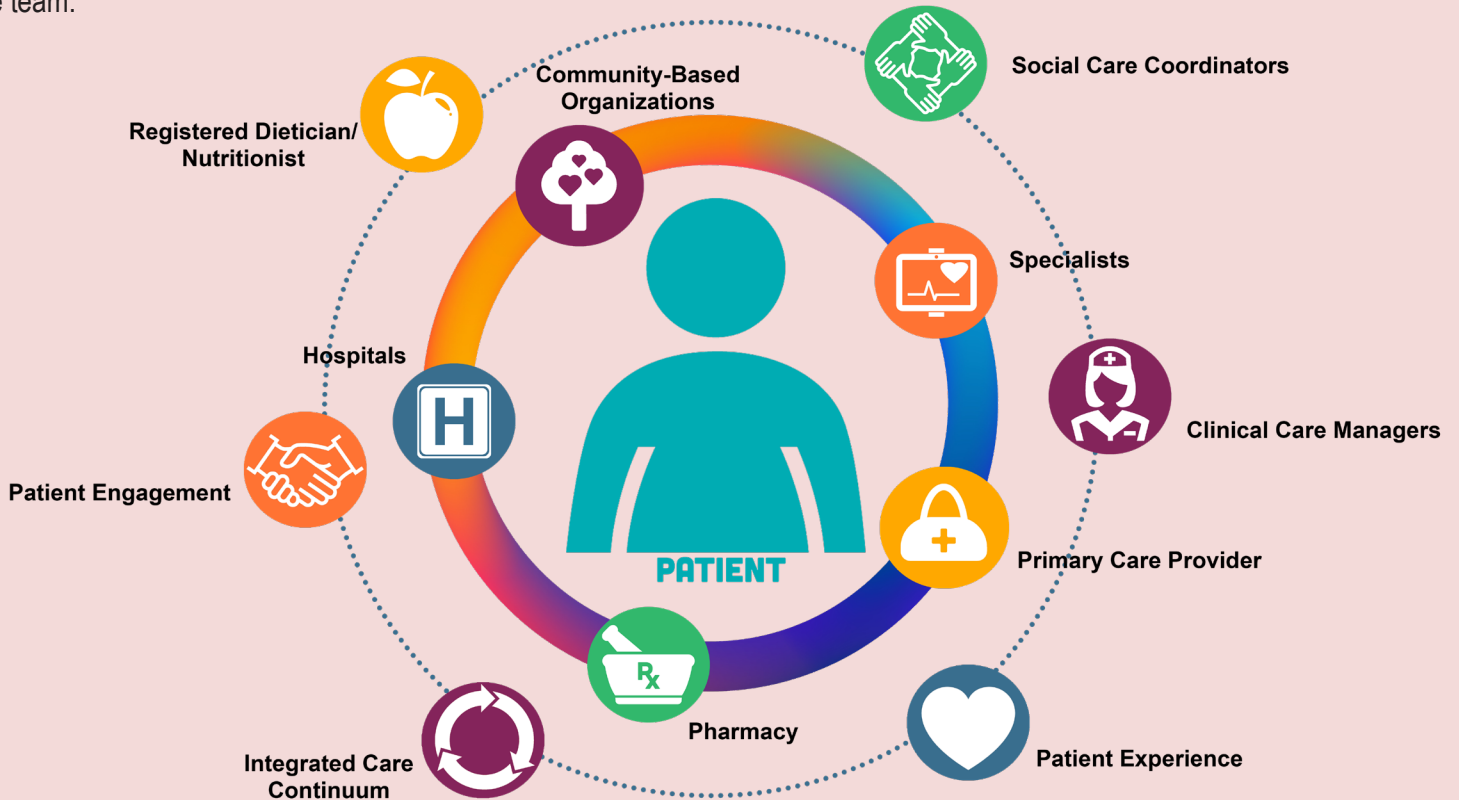 e team.
Social Care Coordinators
Community-Based
Organizations
Registered Dietician/
Nutritionist
Specialists
Hospitals
H
Clinical Care Managers
Patient Engagement
PATIENT
Primary Care Provider
Rx
Pharmacy
Patient Experience
Integrated Care
Continuum